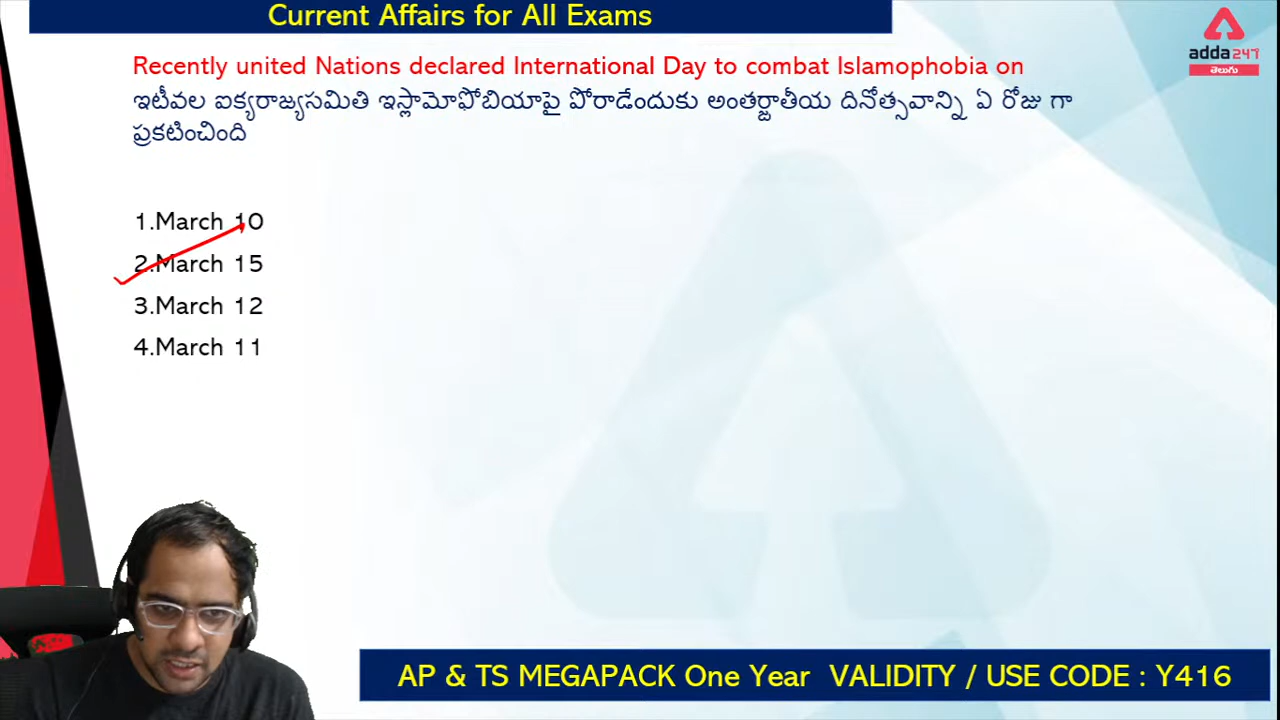 Current Affairs for All Exams
adda247
తెలుగు
Recently united Nations declared International Day to combat Islamophobia on
ఇటీవల ఐక్యరాజ్యసమితి ఇస్లామోఫోబియాపై పోరాడేందుకు అంతర్జాతీయ దినోత్సవాన్ని ఏ రోజు గా
ప్రకటించింది
1.March 10
2.March 15
3.March 12
4.March 11
AP & TS MEGAPACK One Year VALIDITY / USE CODE : Y416